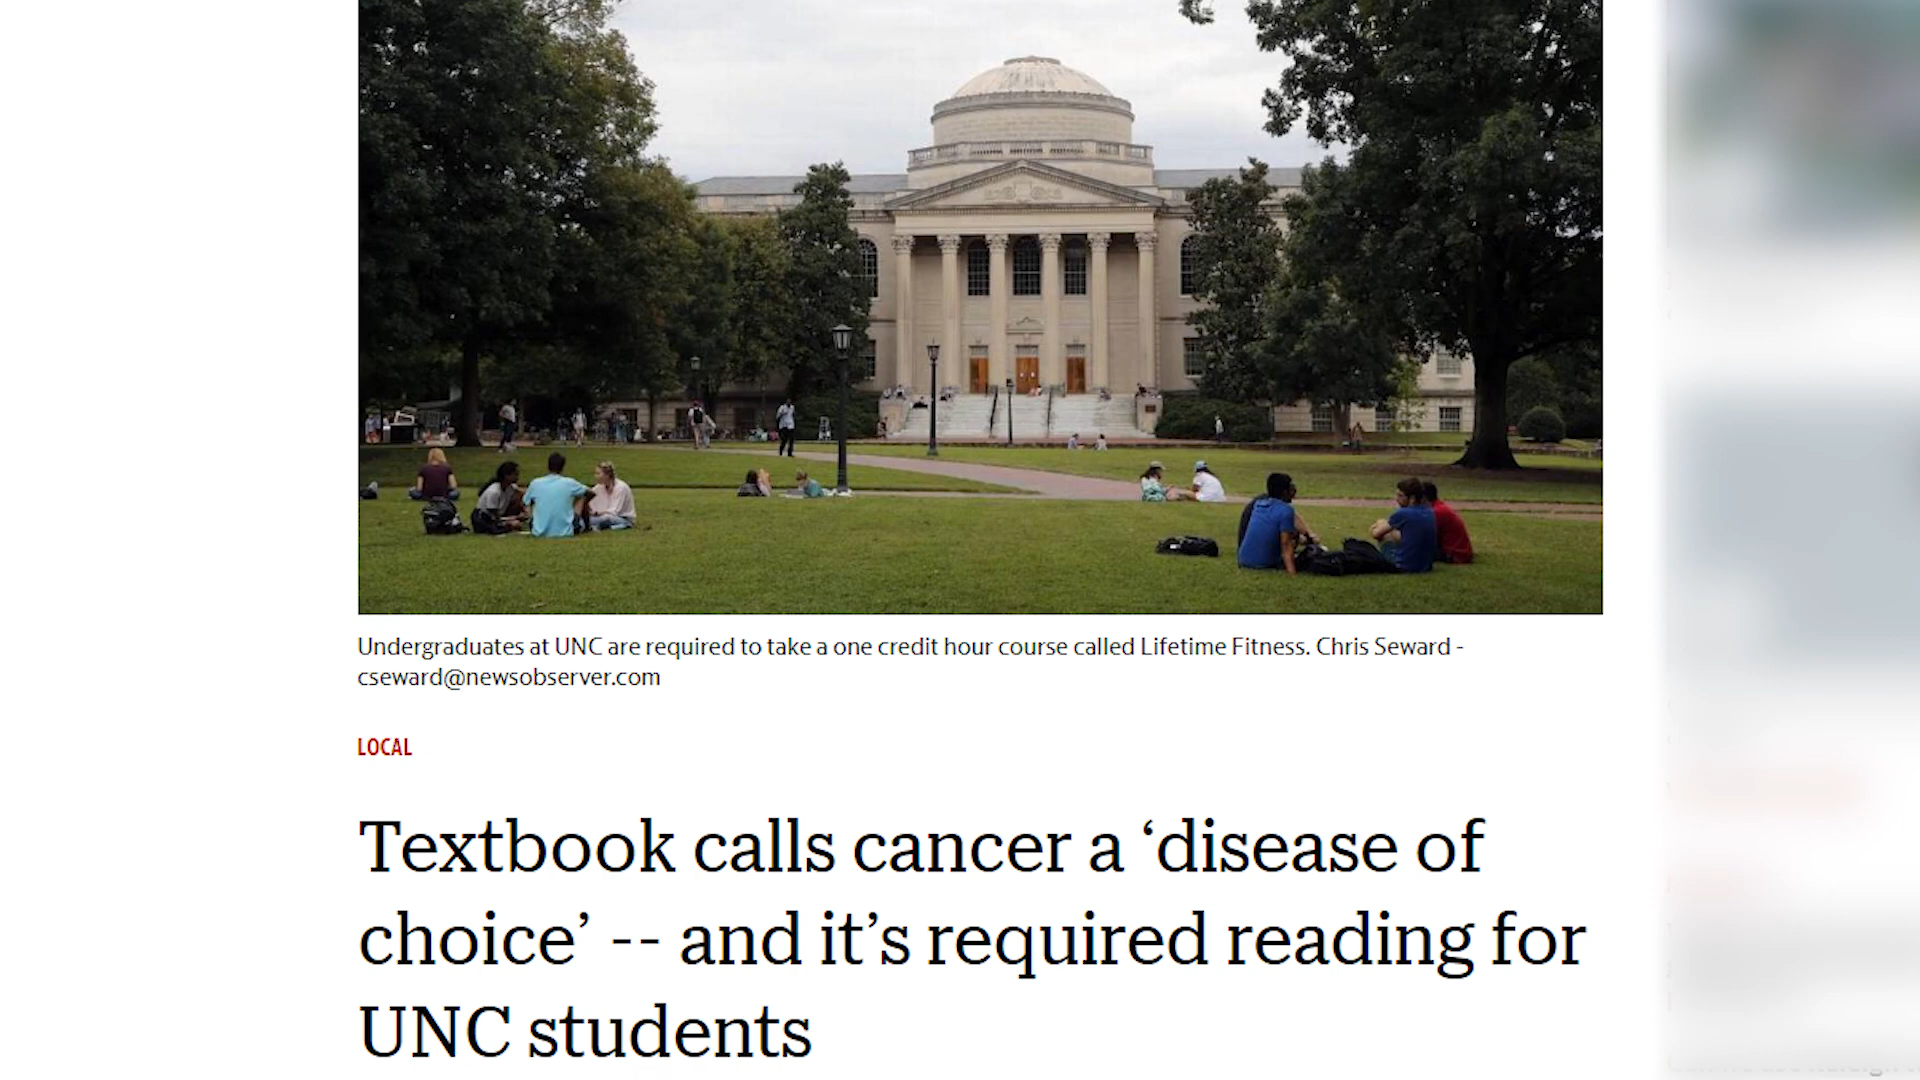 Undergraduates at UNC are required to take a one credit hour course called Lifetime Fitness. Chris Seward -
cseward@newsobserver.com
LOCAL
Textbook calls cancer a ‘disease of
choice’ -- and it’s required reading for
UNC students